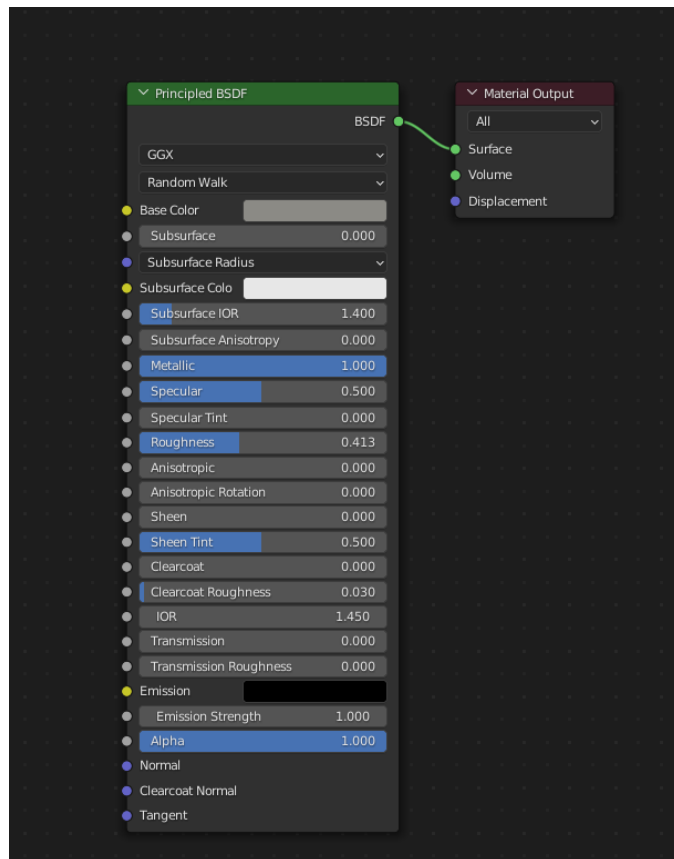 Principled BSDF
BSDF
GGX
Random Walk
Base Color
Subsurface 0.000
Subsurface Radius
Subsurface Colo
Subsurface IOR 1.400
Subsurface Anisotropy 0.000
Metallic 1.000
Specular 0.500
Specular Tint 0.000
Roughness 0.413
Anisotropic 0.000
Anisotropic Rotation 0.000
Sheen 0.000
Sheen Tint 0.500
Clearcoat 0.000
Clearcoat Roughness 0.030
IOR 1.450
Transmission 0.000
Transmission Roughness 0.000
Emission
Emission Strength 1.000
Alpha 1.000
Normal
Clearcoat Normal
Tangent
Material Output
All
Surface
Volume
Displacement